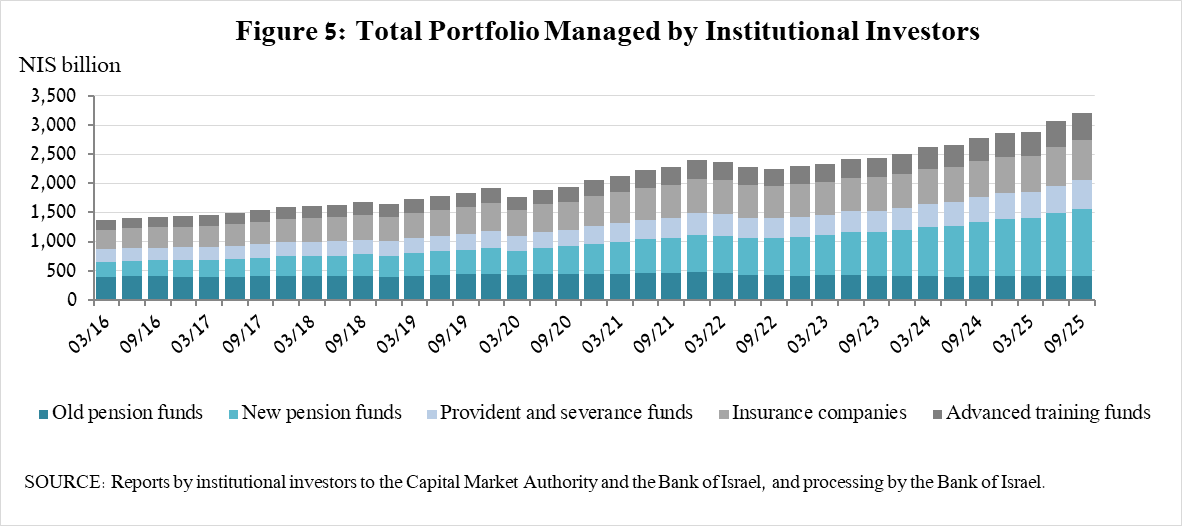 Figure 5: Total Portfolio Managed by Institutional Investors
NIS billion
3,500
3,000
2,500
2,000
1,500
1,000
500
0
03/16 09/16 03/17 09/17 03/18 09/18 03/19 09/19 03/20 09/20 03/21 09/21 03/22 09/22 03/23 09/23 03/24 09/24 03/25 09/25
Old pension funds New pension funds Provident and severance funds Insurance companies Advanced training funds
SOURCE: Reports by institutional investors to the Capital Market Authority and the Bank of Israel, and processing by the Bank of Israel.